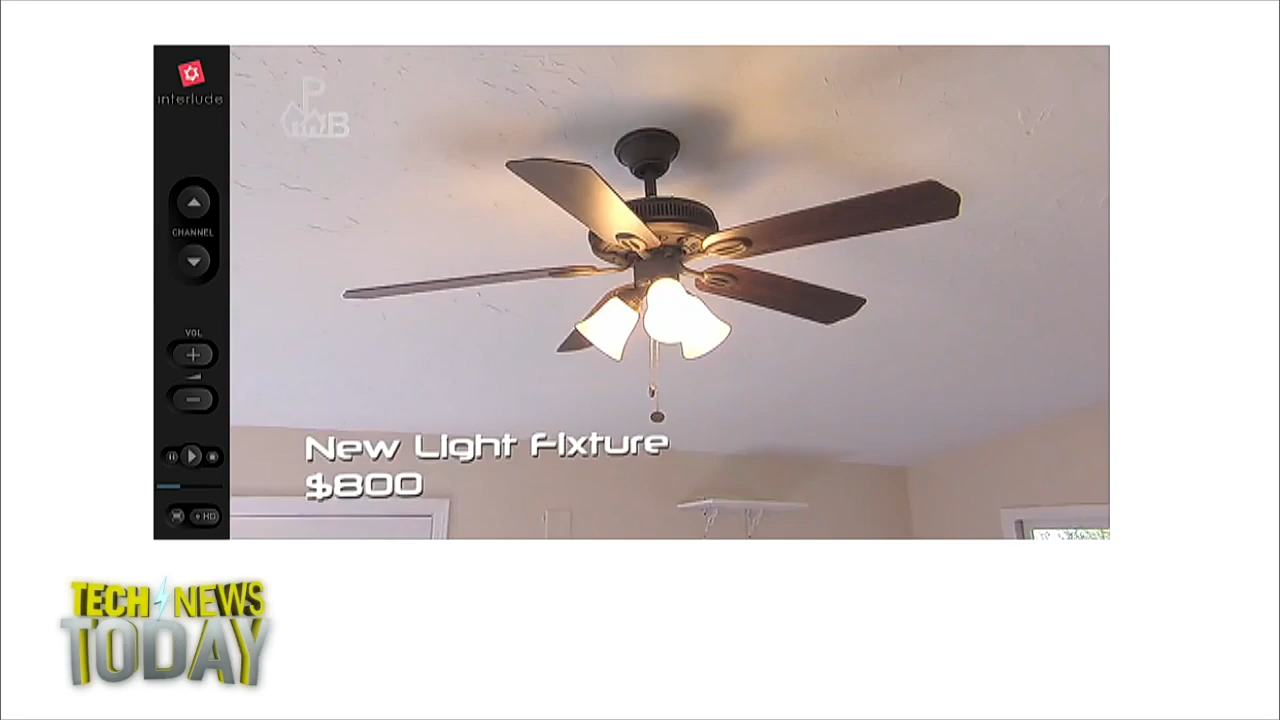 interlude
P
B
CHANNEL
VOL
HD
New Light Fixture
$800
TECH NEWS
TODAY